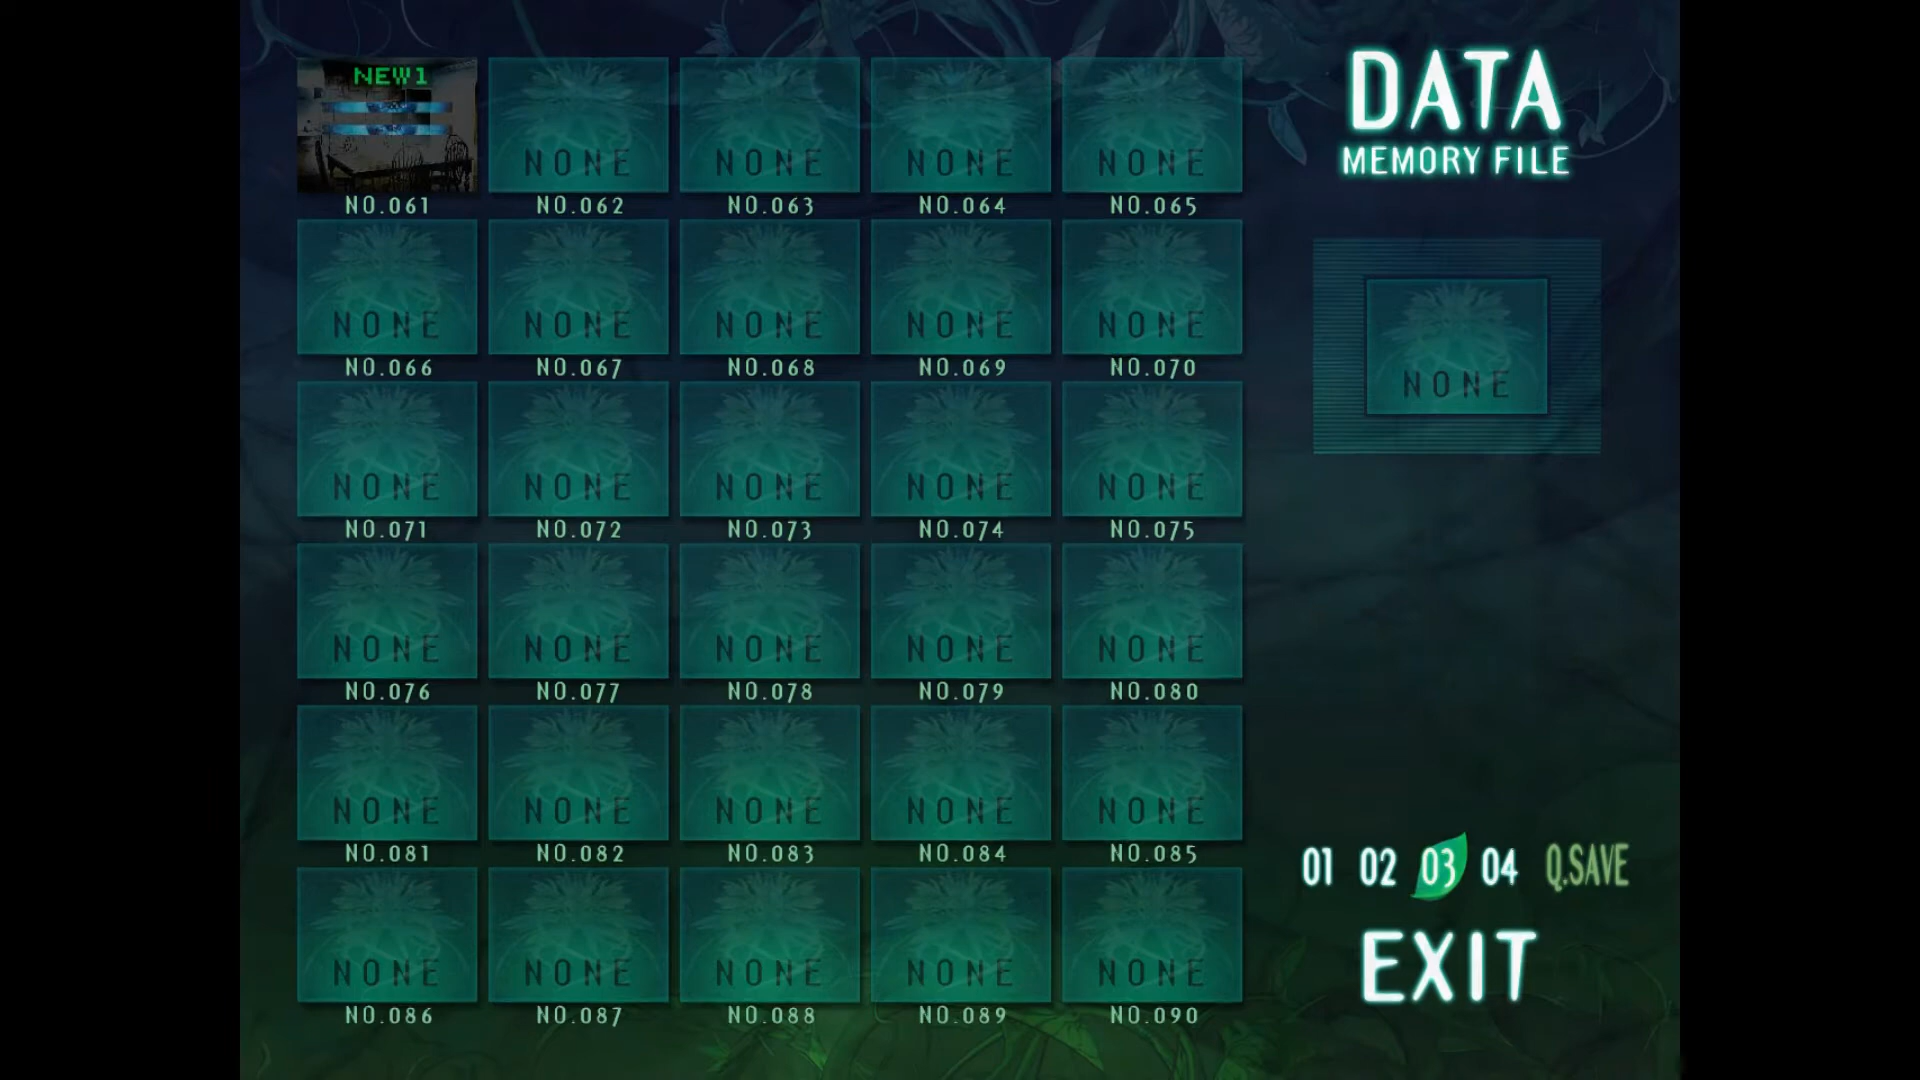 NEW1
NONE NONE NONE NONE
NO.061 NO.062 NO.063 NO.064 NO.065
NONE NONE NONE NONE NONE
NO.066 NO.067 NO.068 NO.069 NO.070
NONE NONE NONE NONE NONE
NO.071 NO.072 NO.073 NO.074 NO.075
NONE NONE NONE NONE NONE
NO.076 NO.077 NO.078 NO.079 NO.080
NONE NONE NONE NONE NONE
NO.081 NO.082 NO.083 NO.084 NO.085
NONE NONE NONE NONE NONE
NO.086 NO.087 NO.088 NO.089 NO.090
DATA
MEMORY FILE
NONE
01 02 03 04 Q.SAVE
EXIT